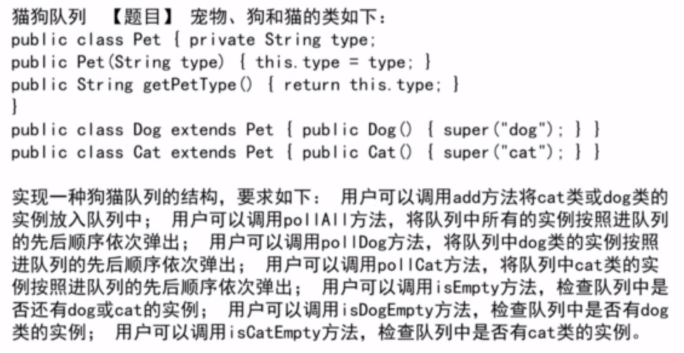 猫狗队列 【题目】 宠物、狗和猫的类如下：
public class Pet { private String type;
public Pet(String type) { this.type = type; }
public String getPetType() { return this.type; }
}
public class Dog extends Pet { public Dog() { super("dog"); } }
public class Cat extends Pet { public Cat() { super("cat"); } }
实现一种狗猫队列的结构，要求如下： 用户可以调用add方法将cat类或dog类的
实例放入队列中； 用户可以调用pollAll方法，将队列中所有的实例按照进队列
的先后顺序依次弹出； 用户可以调用pollDog方法，将队列中dog类的实例按照
进队列的先后顺序依次弹出； 用户可以调用pollCat方法，将队列中cat类的实
例按照进队列的先后顺序依次弹出； 用户可以调用isEmpty方法，检查队列中是
否还有dog或cat的实例； 用户可以调用isDogEmpty方法，检查队列中是否有dog
类的实例； 用户可以调用isCatEmpty方法，检查队列中是否有cat类的实例。